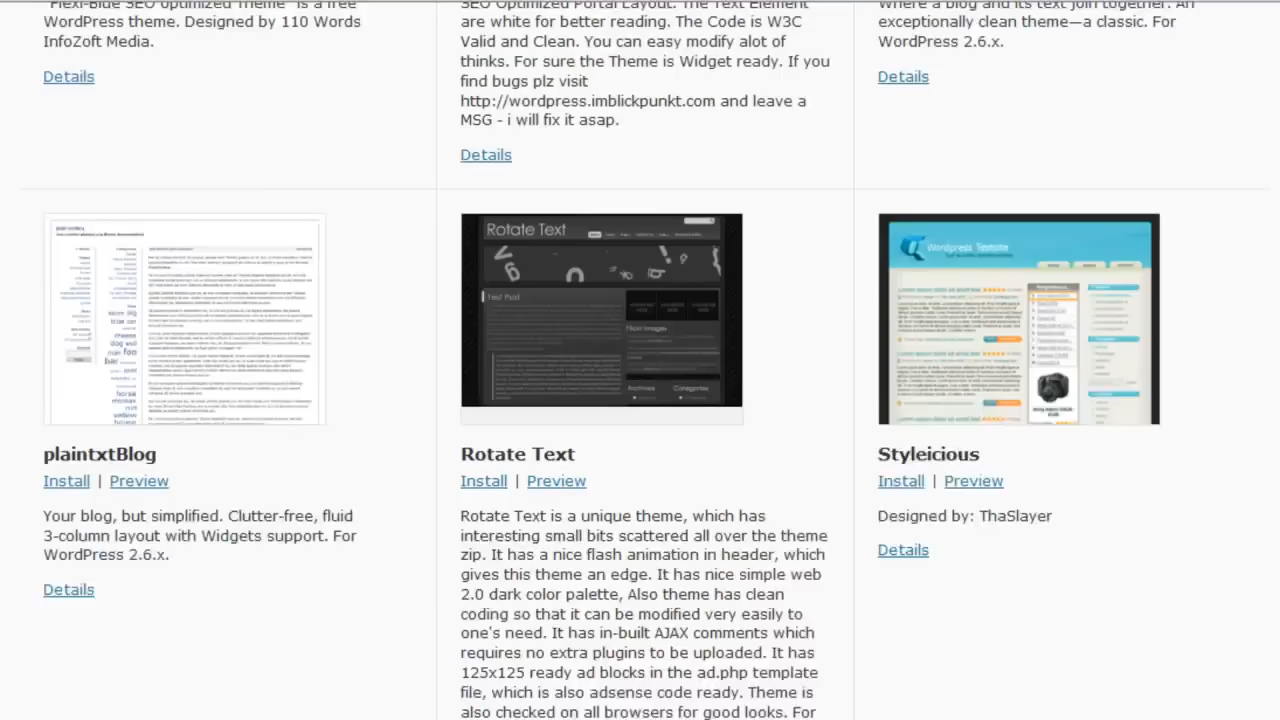 "Flexi-Blue SEO Optimized Theme" is a free
WordPress theme. Designed by 110 Words
InfoZoft Media.
Details
SEO Optimized Portal Layout. The Text Element
are white for better reading. The Code is W3C
Valid and Clean. You can easy modify alot of
thinks. For sure the Theme is Widget ready. If you
find bugs plz visit
http://wordpress.imblickpunkt.com and leave a
MSG - i will fix it asap.
Details
Where a blog and its text join together. An
exceptionally clean theme—a classic. For
WordPress 2.6.x.
Details
Rotate Text
Test Post
Flickr Images
Archives
Categories
Wordpress Testsite
plaintxtBlog
Install | Preview
Your blog, but simplified. Clutter-free, fluid
3-column layout with Widgets support. For
WordPress 2.6.x.
Details
Rotate Text
Install | Preview
Rotate Text is a unique theme, which has
interesting small bits scattered all over the theme
zip. It has a nice flash animation in header, which
gives this theme an edge. It has nice simple web
2.0 dark color palette, Also theme has clean
coding so that it can be modified very easily to
one's need. It has in-built AJAX comments which
requires no extra plugins to be uploaded. It has
125x125 ready ad blocks in the ad.php template
file, which is also adsense code ready. Theme is
also checked on all browsers for good looks. For
Styleicious
Install | Preview
Designed by: ThaSlayer
Details